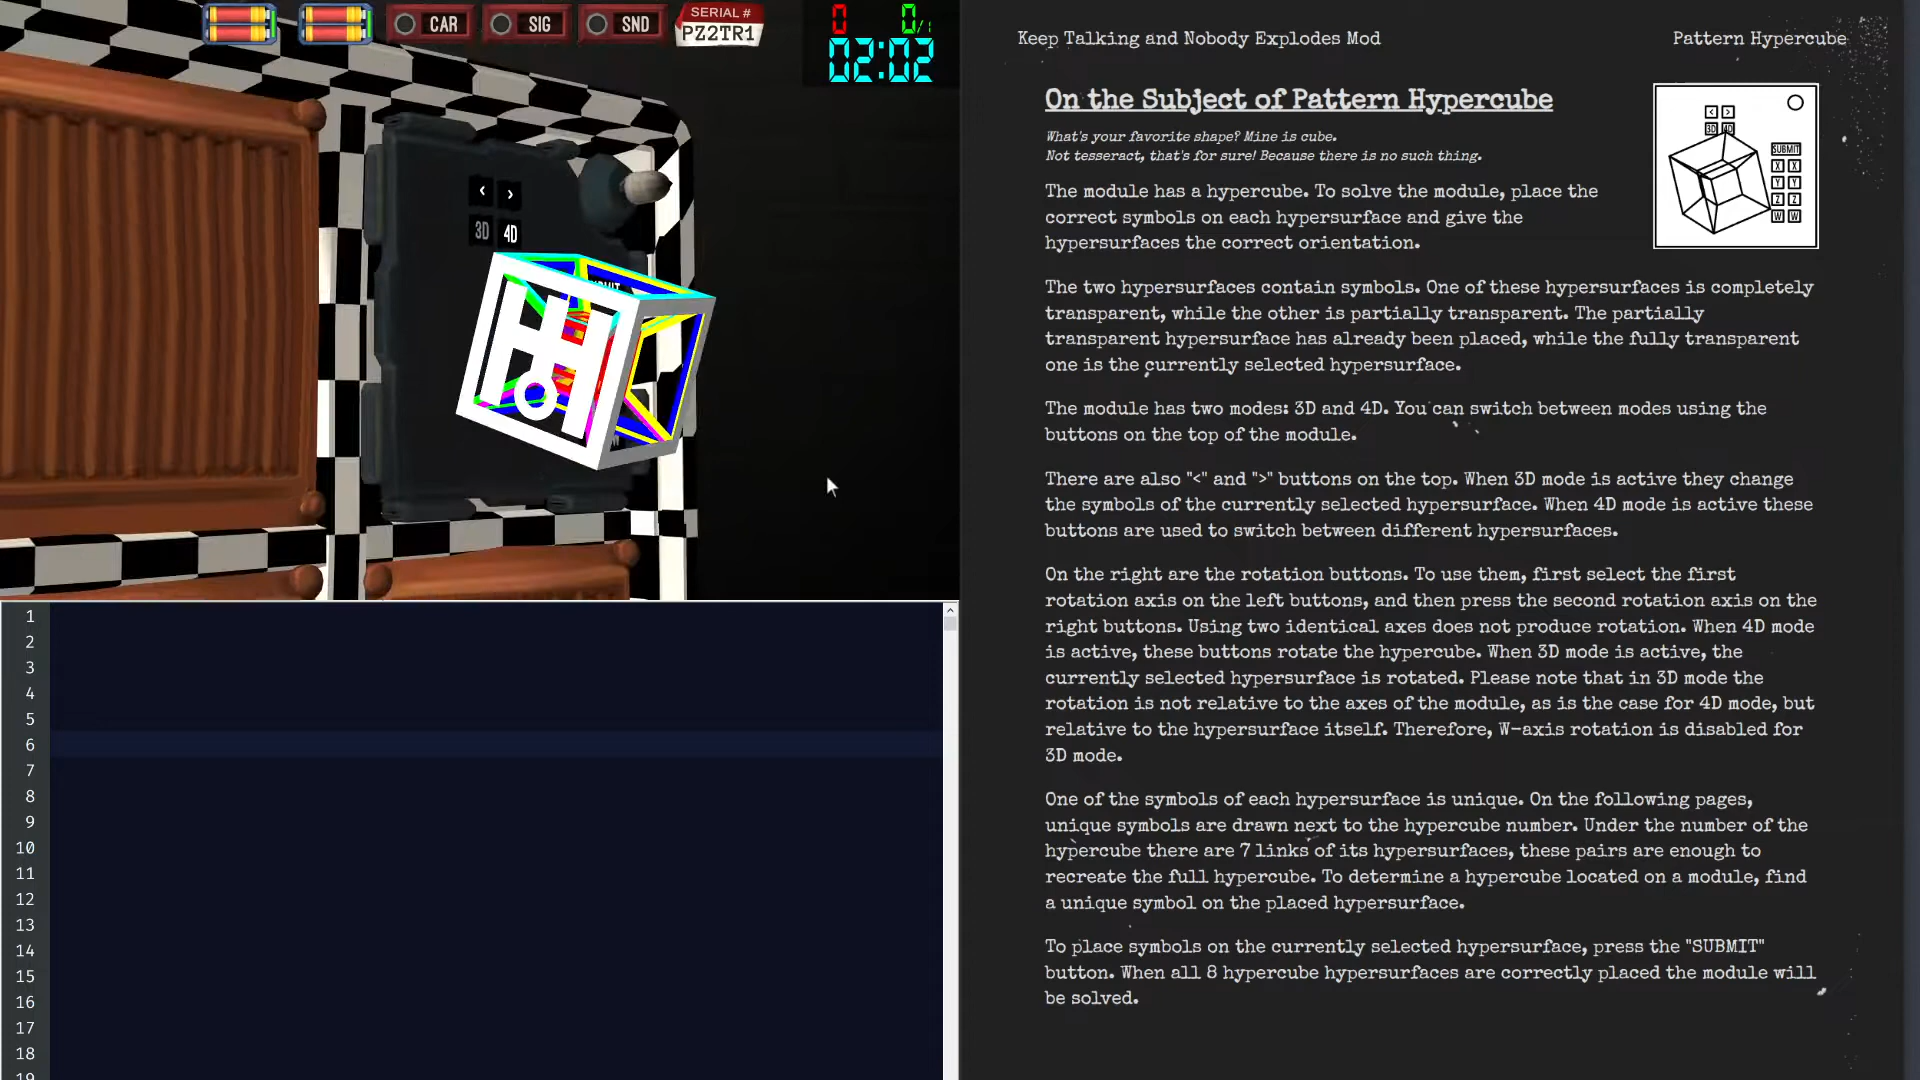 CAR
SIG
SND
SERIAL #
PZ2TR1
0
0/1
02:02
<
>
3D
4D
1
2
3
4
5
6
7
8
9
10
11
12
13
14
15
16
17
18
Keep Talking and Nobody Explodes Mod
Pattern Hypercube
On the Subject of Pattern Hypercube
What's your favorite shape? Mine is cube.
Not tesseract, that's for sure! Because there is no such thing.
The module has a hypercube. To solve the module, place the
correct symbols on each hypersurface and give the
hypersurfaces the correct orientation.
<
>
3D
4D
SUBMIT
X X
Y Y
Z Z
W W
The two hypersurfaces contain symbols. One of these hypersurfaces is completely
transparent, while the other is partially transparent. The partially
transparent hypersurface has already been placed, while the fully transparent
one is the currently selected hypersurface.
The module has two modes: 3D and 4D. You can switch between modes using the
buttons on the top of the module.
There are also "<" and ">" buttons on the top. When 3D mode is active they change
the symbols of the currently selected hypersurface. When 4D mode is active these
buttons are used to switch between different hypersurfaces.
On the right are the rotation buttons. To use them, first select the first
rotation axis on the left buttons, and then press the second rotation axis on the
right buttons. Using two identical axes does not produce rotation. When 4D mode
is active, these buttons rotate the hypercube. When 3D mode is active, the
currently selected hypersurface is rotated. Please note that in 3D mode the
rotation is not relative to the axes of the module, as is the case for 4D mode, but
relative to the hypersurface itself. Therefore, W-axis rotation is disabled for
3D mode.
One of the symbols of each hypersurface is unique. On the following pages,
unique symbols are drawn next to the hypercube number. Under the number of the
hypercube there are 7 links of its hypersurfaces, these pairs are enough to
recreate the full hypercube. To determine a hypercube located on a module, find
a unique symbol on the placed hypersurface.
To place symbols on the currently selected hypersurface, press the "SUBMIT"
button. When all 8 hypercube hypersurfaces are correctly placed the module will
be solved.